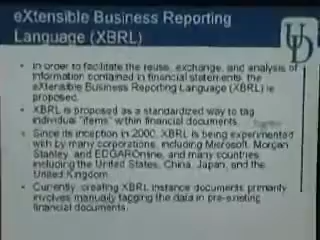 eXtensible Business Reporting
Language (XBRL)
UD
• In order to facilitate the reuse, exchange, and analysis of
information contained in financial statements, the
eXtensible Business Reporting Language (XBRL) is
proposed.
• XBRL is proposed as a standardized way to tag
individual "items" within financial documents.
• Since its inception in 2000, XBRL is being experimented
with by many corporations, including Microsoft, Morgan
Stanley, and EDGAROnline, and many countries
including the United States, China, Japan, and the
United Kingdom.
• Currently, creating XBRL instance documents primarily
involves manually tagging the data in pre-existing
financial documents.